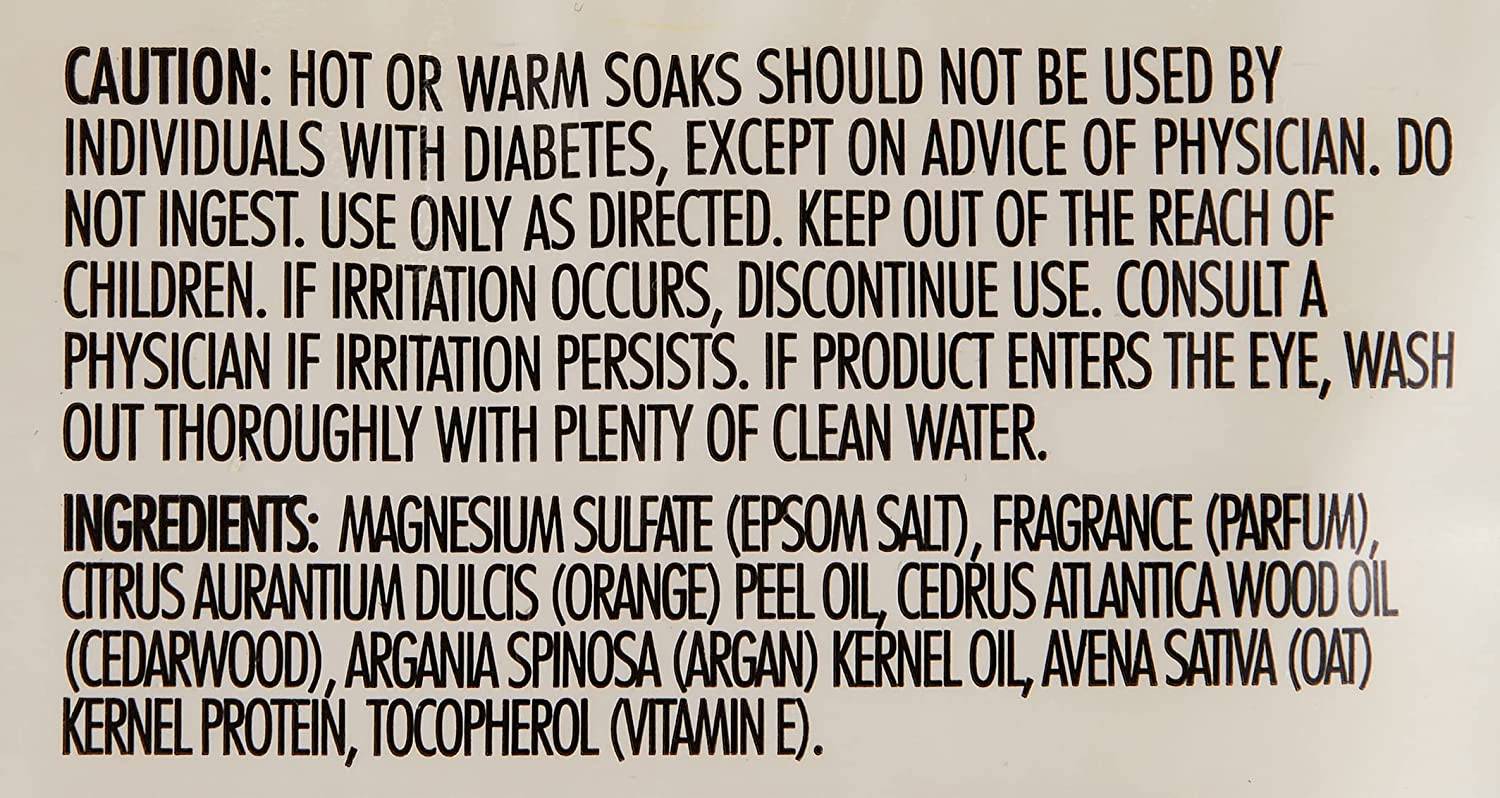 CAUTION: HOT OR WARM SOAKS SHOULD NOT BE USED BY
INDIVIDUALS WITH DIABETES, EXCEPT ON ADVICE OF PHYSICIAN. DO
NOT INGEST. USE ONLY AS DIRECTED. KEEP OUT OF THE REACH OF
CHILDREN. IF IRRITATION OCCURS, DISCONTINUE USE. CONSULT A
PHYSICIAN IF IRRITATION PERSISTS. IF PRODUCT ENTERS THE EYE, WASH
OUT THOROUGHLY WITH PLENTY OF CLEAN WATER.
INGREDIENTS: MAGNESIUM SULFATE (EPSOM SALT), FRAGRANCE (PARFUM),
CITRUS AURANTIUM DULCIS (ORANGE) PEEL OIL, CEDRUS ATLANTICA WOOD OIL
(CEDARWOOD), ARGANIA SPINOSA (ARGAN) KERNEL OIL, AVENA SATIVA (OAT)
KERNEL PROTEIN, TOCOPHEROL (VITAMIN E).